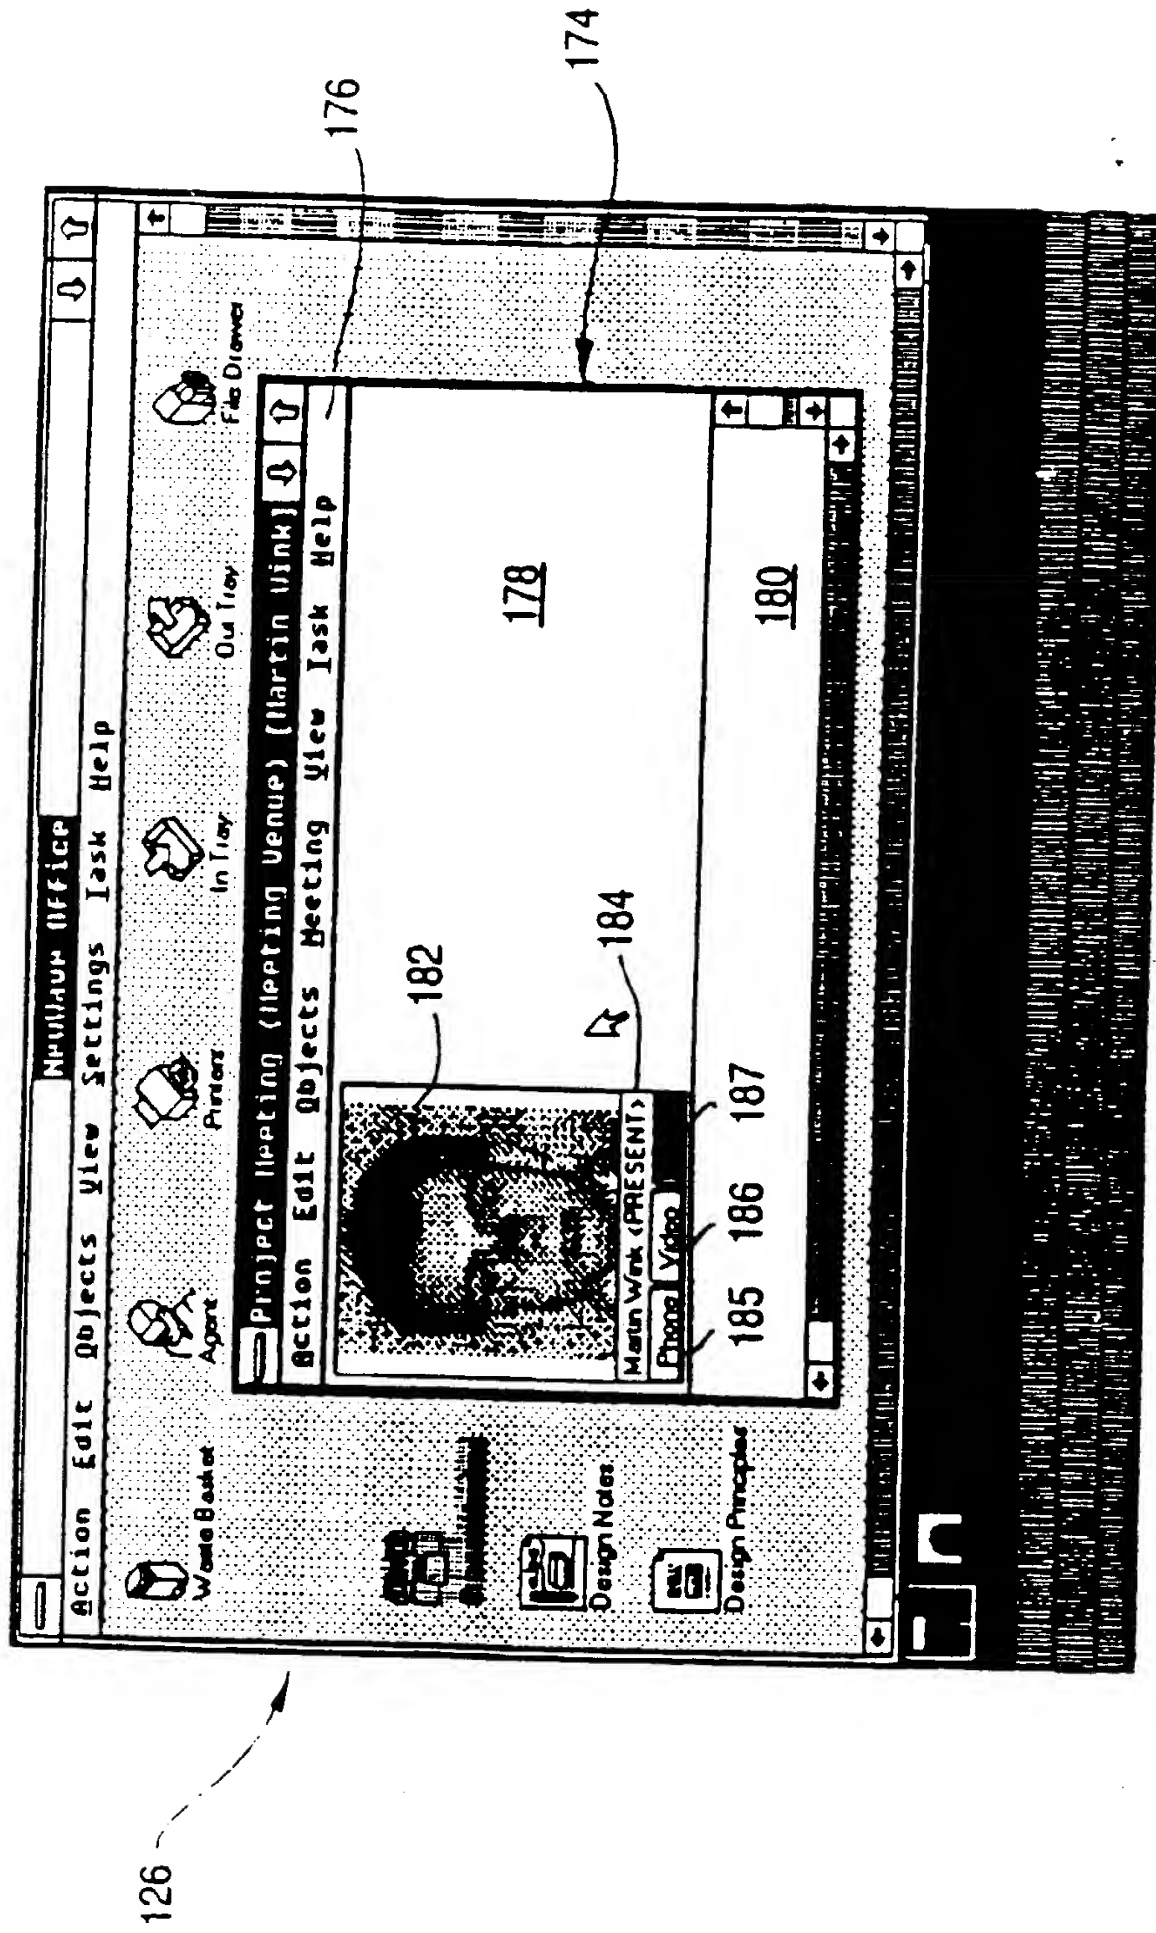 126
NewWave Office
Action Edit Objects View Settings Task Help
Waste Basket
Agent
Printers
In Tray
Out Tray
File Drawer
Project Meeting (Meeting Venue) [Martin Wink]
Action Edit Objects Meeting View Task Help
176
174
182
178
Martin Wink <PRESENT>
184
Phone Video
185 186 187
180
Design Notes
Design Principles